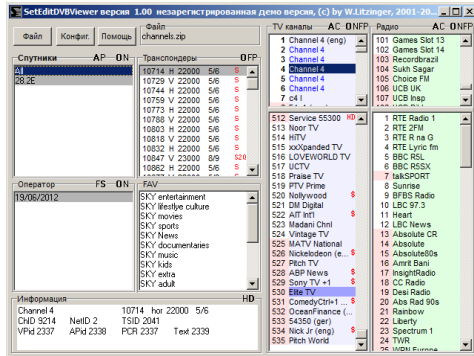 SetEditDVBViewer версия 1.00 незарегистрированная демо версия, (c) by W.Litzinger, 2001-20...
Файл Конфиг. Помощь
Файл
channels.zip
Спутники AP ON
All
28.2E
Транспондеры OFP
10714 H 22000 5/6 S
10729 V 22000 5/6 S
10744 H 22000 5/6 S
10759 V 22000 5/6 S
10773 H 22000 5/6 S
10788 V 22000 5/6 S
10803 H 22000 5/6 S
10832 H 22000 5/6 S
10847 V 23000 8/9 S20
10862 H 22000 5/6 S
Оператор FS ON
19/06/2012
FAV
SKY entertainment
SKY lifestlye culture
SKY movies
SKY sports
SKY News
SKY documentaries
SKY music
SKY kids
SKY extra
SKY adult
Информация HD
Channel 4 10714 hor 22000 5/6
ChID 9214 NetID 2 TSID 2041
VPid 2337 APid 2338 PCR 2337 Text 2339
TV каналы AC ONFP
1 Channel 4 (eng)
2 Channel 4
3 Channel 4
4 Channel 4
5 Channel 4
6 Channel 4
7 c4 l
512 Service 55300 HD
513 Noor TV
514 HiTV
515 xxXpanded TV
516 LOVEWORLD TV
517 UCTV
518 Praise TV
519 PTV Prime
520 Nollywood $
521 DM Digital
522 AIT Int'l $
523 Madani Chnl
524 Vintage TV
525 MATV National
526 Nickelodeon (e... $
527 Pitch TV
528 ABP News $
529 Sony TV +1 $
530 Elite TV
531 ComedyCtrl+1 ... $
532 OceanFinance (...
533 54350 (ger)
534 Nick Jr (eng) $
535 Pitch World
Радио AC ONFP
101 Games Slot 13
102 Games Slot 14
103 Recordbrazil
104 Sukh Sagar
105 Choice FM
106 UCB UK
107 UCB Insp
1 RTE Radio 1
2 RTE 2FM
3 RTE R na G
4 RTE Lyric fm
5 BBC R5L
6 BBC R5SX
7 talkSPORT
8 Sunrise
9 BFBS Radio
10 LBC 97.3
11 Heart
12 LBC News
13 Absolute CR
14 Absolute
15 Absolute80s
16 Amrit Bani
17 InsightRadio
18 CC Radio
19 Desi Radio
20 Abs Rad 90s
21 Rainbow
22 Liberty
23 Spectrum 1
24 TWR
25 WRN Europe